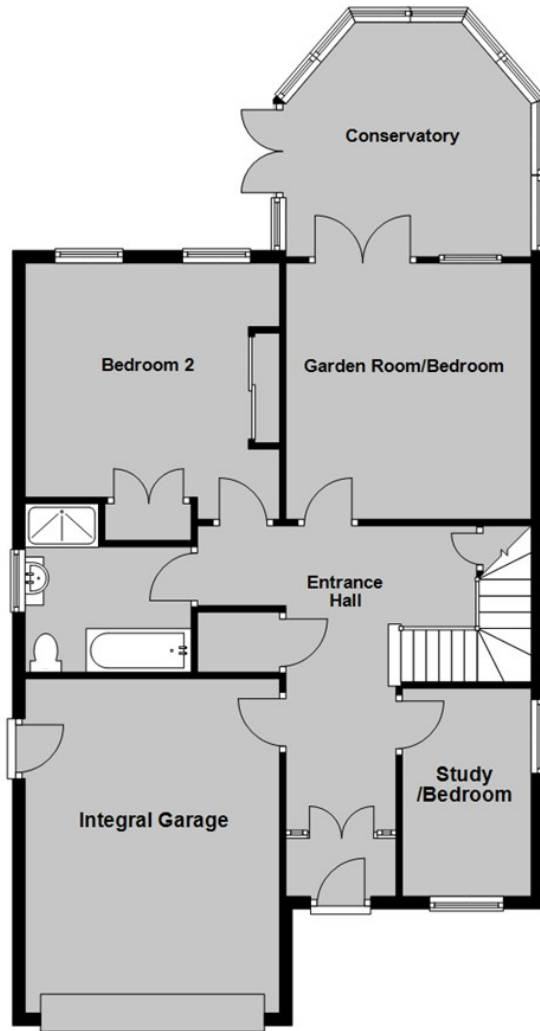 Conservatory
Bedroom 2
Garden Room/Bedroom
Entrance
Hall
Study
/Bedroom
Integral Garage